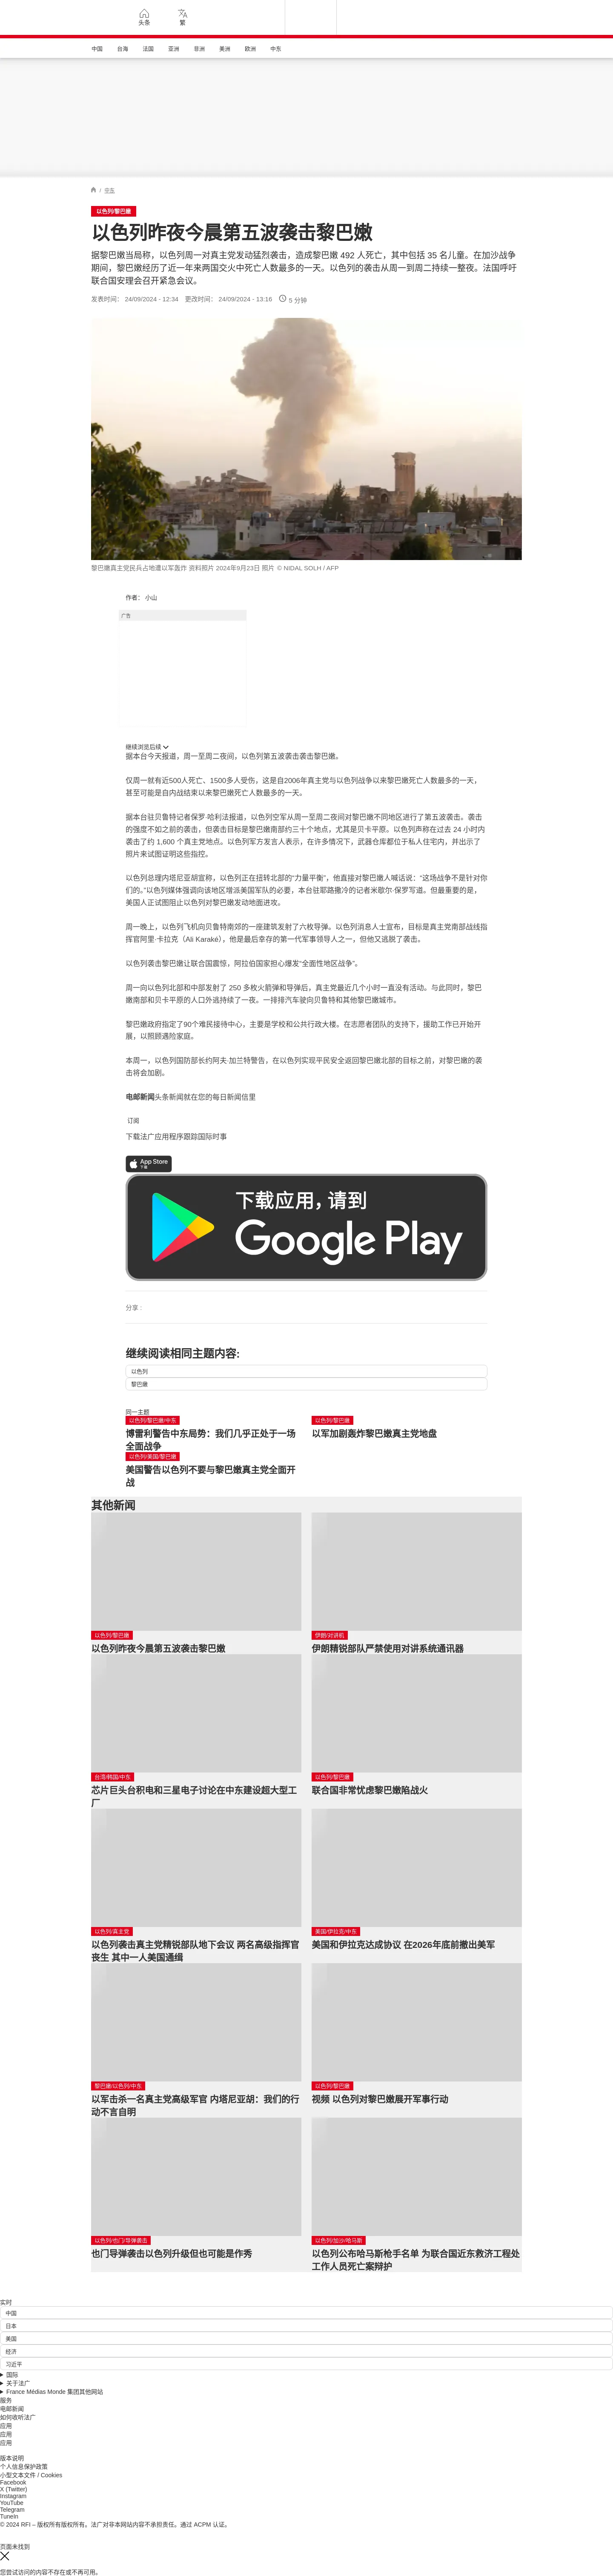 头条
繁
中国 台海 法国 亚洲 非洲 美洲 欧洲 中东
/ 中东
以色列/黎巴嫩
以色列昨夜今晨第五波袭击黎巴嫩
据黎巴嫩当局称，以色列周一对真主党发动猛烈袭击，造成黎巴嫩 492 人死亡，其中包括 35 名儿童。在加沙战争
期间，黎巴嫩经历了近一年来两国交火中死亡人数最多的一天。以色列的袭击从周一到周二持续一整夜。法国呼吁
联合国安理会召开紧急会议。
发表时间： 24/09/2024 - 12:34 更改时间： 24/09/2024 - 13:16 5 分钟
黎巴嫩真主党民兵占地遭以军轰炸 资料照片 2024年9月23日 照片 © NIDAL SOLH / AFP
作者： 小山
广告
继续浏览后续
据本台今天报道，周一至周二夜间，以色列第五波袭击袭击黎巴嫩。
仅周一就有近500人死亡、1500多人受伤，这是自2006年真主党与以色列战争以来黎巴嫩死亡人数最多的一天，
甚至可能是自内战结束以来黎巴嫩死亡人数最多的一天。
据本台驻贝鲁特记者保罗·哈利法报道，以色列空军从周一至周二夜间对黎巴嫩不同地区进行了第五波袭击。袭击
的强度不如之前的袭击，但袭击目标是黎巴嫩南部约三十个地点，尤其是贝卡平原。以色列声称在过去 24 小时内
袭击了约 1,600 个真主党地点。以色列军方发言人表示，在许多情况下，武器仓库都位于私人住宅内，并出示了
照片来试图证明这些指控。
以色列总理内塔尼亚胡宣称，以色列正在扭转北部的“力量平衡”，他直接对黎巴嫩人喊话说：“这场战争不是针对你
们的。”以色列媒体强调向该地区增派美国军队的必要，本台驻耶路撒冷的记者米歇尔·保罗写道。但最重要的是，
美国人正试图阻止以色列对黎巴嫩发动地面进攻。
周一晚上，以色列飞机向贝鲁特南郊的一座建筑发射了六枚导弹。以色列消息人士宣布，目标是真主党南部战线指
挥官阿里·卡拉克（Ali Karaké），他是最后幸存的第一代军事领导人之一，但他又逃脱了袭击。
以色列袭击黎巴嫩让联合国震惊，阿拉伯国家担心爆发“全面性地区战争”。
周一向以色列北部和中部发射了 250 多枚火箭弹和导弹后，真主党最近几个小时一直没有活动。与此同时，黎巴
嫩南部和贝卡平原的人口外逃持续了一夜。一排排汽车驶向贝鲁特和其他黎巴嫩城市。
黎巴嫩政府指定了90个难民接待中心，主要是学校和公共行政大楼。在志愿者团队的支持下，援助工作已开始开
展，以照顾遇险家庭。
本周一，以色列国防部长约阿夫·加兰特警告，在以色列实现平民安全返回黎巴嫩北部的目标之前，对黎巴嫩的袭
击将会加剧。
电邮新闻头条新闻就在您的每日新闻信里
订阅
下载法广应用程序跟踪国际时事
App Store
下载
下载应用，请到
Google Play
分享 :
继续阅读相同主题内容:
以色列
黎巴嫩
同一主题
以色列/黎巴嫩/中东
博雷利警告中东局势：我们几乎正处于一场
全面战争
以色列/黎巴嫩
以军加剧轰炸黎巴嫩真主党地盘
以色列/美国/黎巴嫩
美国警告以色列不要与黎巴嫩真主党全面开
战
其他新闻
以色列/黎巴嫩
以色列昨夜今晨第五波袭击黎巴嫩
伊朗/对讲机
伊朗精锐部队严禁使用对讲系统通讯器
台湾/韩国/中东
芯片巨头台积电和三星电子讨论在中东建设超大型工
厂
以色列/黎巴嫩
联合国非常忧虑黎巴嫩陷战火
以色列/真主党
以色列袭击真主党精锐部队地下会议 两名高级指挥官
丧生 其中一人美国通缉
美国/伊拉克/中东
美国和伊拉克达成协议 在2026年底前撤出美军
黎巴嫩/以色列/中东
以军击杀一名真主党高级军官 内塔尼亚胡：我们的行
动不言自明
以色列/黎巴嫩
视频 以色列对黎巴嫩展开军事行动
以色列/也门/导弹袭击
也门导弹袭击以色列升级但也可能是作秀
以色列/加沙/哈马斯
以色列公布哈马斯枪手名单 为联合国近东救济工程处
工作人员死亡案辩护
实时
中国
日本
美国
经济
习近平
国际
关于法广
France Médias Monde 集团其他网站
服务
电邮新闻
如何收听法广
应用
应用
应用
版本说明
个人信息保护政策
小型文本文件 / Cookies
Facebook
X (Twitter)
Instagram
YouTube
Telegram
TuneIn
© 2024 RFI – 版权所有版权所有。法广对非本网站内容不承担责任。通过 ACPM 认证。
页面未找到
您尝试访问的内容不存在或不再可用。